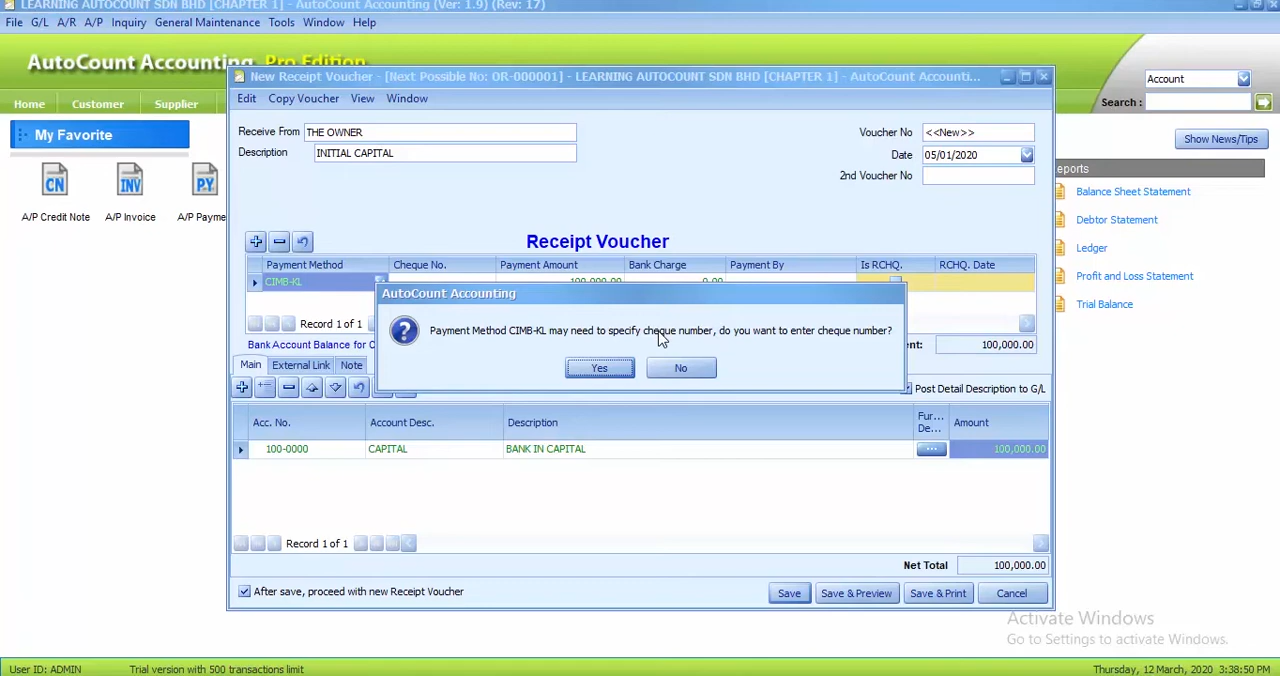 LEARNING AUTOCOUNT SDN BHD [CHAPTER 1] - AutoCount Accounting (Ver: 1.9) (Rev: 17)
File G/L A/R A/P Inquiry General Maintenance Tools Window Help
AutoCount Accounting Pro Edition
Account
Home Customer Supplier
Search :
My Favorite
Show News/Tips
CN INV P.Y
A/P Credit Note A/P Invoice A/P Payme
eports
Balance Sheet Statement
Debtor Statement
Ledger
Profit and Loss Statement
Trial Balance
New Receipt Voucher - [Next Possible No: OR-000001] - LEARNING AUTOCOUNT SDN BHD [CHAPTER 1] - AutoCount Accounti...
Edit Copy Voucher View Window
Receive From THE OWNER Voucher No <<New>>
Description INITIAL CAPITAL Date 05/01/2020
2nd Voucher No
Receipt Voucher
Payment Method Cheque No. Payment Amount Bank Charge Payment By Is RCHQ. RCHQ. Date
CIMB-KL 100,000.00 0.00
AutoCount Accounting
Payment Method CIMB-KL may need to specify cheque number, do you want to enter cheque number?
Yes No
Record 1 of 1
Bank Account Balance for C ent: 100,000.00
Main External Link Note
Post Detail Description to G/L
Acc. No. Account Desc. Description Fur... De... Amount
100-0000 CAPITAL BANK IN CAPITAL ... 100,000.00
Record 1 of 1
Net Total 100,000.00
After save, proceed with new Receipt Voucher
Save Save & Preview Save & Print Cancel
Activate Windows
Go to Settings to activate Windows.
User ID: ADMIN Trial version with 500 transactions limit Thursday, 12 March, 2020 3:38:50 PM